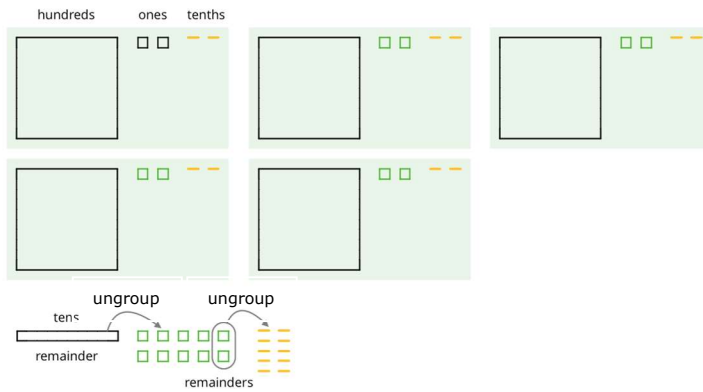 hundreds ones tenths
ungroup ungroup
tens
remainder
remainders